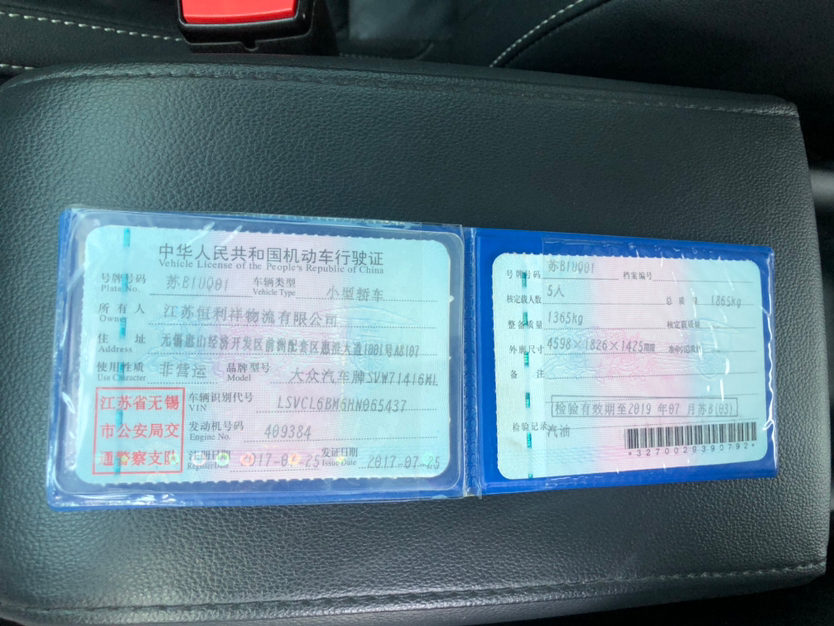 中华人民共和国机动车行驶证
Vehicle License of the People's Republic of China
号牌号码 苏B1UQ01 车辆类型 小型轿车
Plate No. Vehicle Type
所有人 江苏恒利祥物流有限公司
Owner
住址 无锡惠山经济开发区前洲配套区惠洲大道1001号A8107
Address
使用性质 非营运 品牌型号 大众汽车牌SVW71416ML
Use Character Model
江苏省无锡
市公安局交
通警察支队
车辆识别代号 LSVCL6BM6HN065437
VIN
发动机号码 409384
Engine No.
注册日期 2017-07-25 发证日期 2017-07-25
Register Date Issue Date
号牌号码 苏B1UQ01 档案编号
核定载人数 5人 总质量 1865kg
整备质量 1365kg 核定载质量
外廓尺寸 4598×1826×1425
备注
检验有效期至2019年07月苏B(03)
检验记录
汽油
*3270029390792*